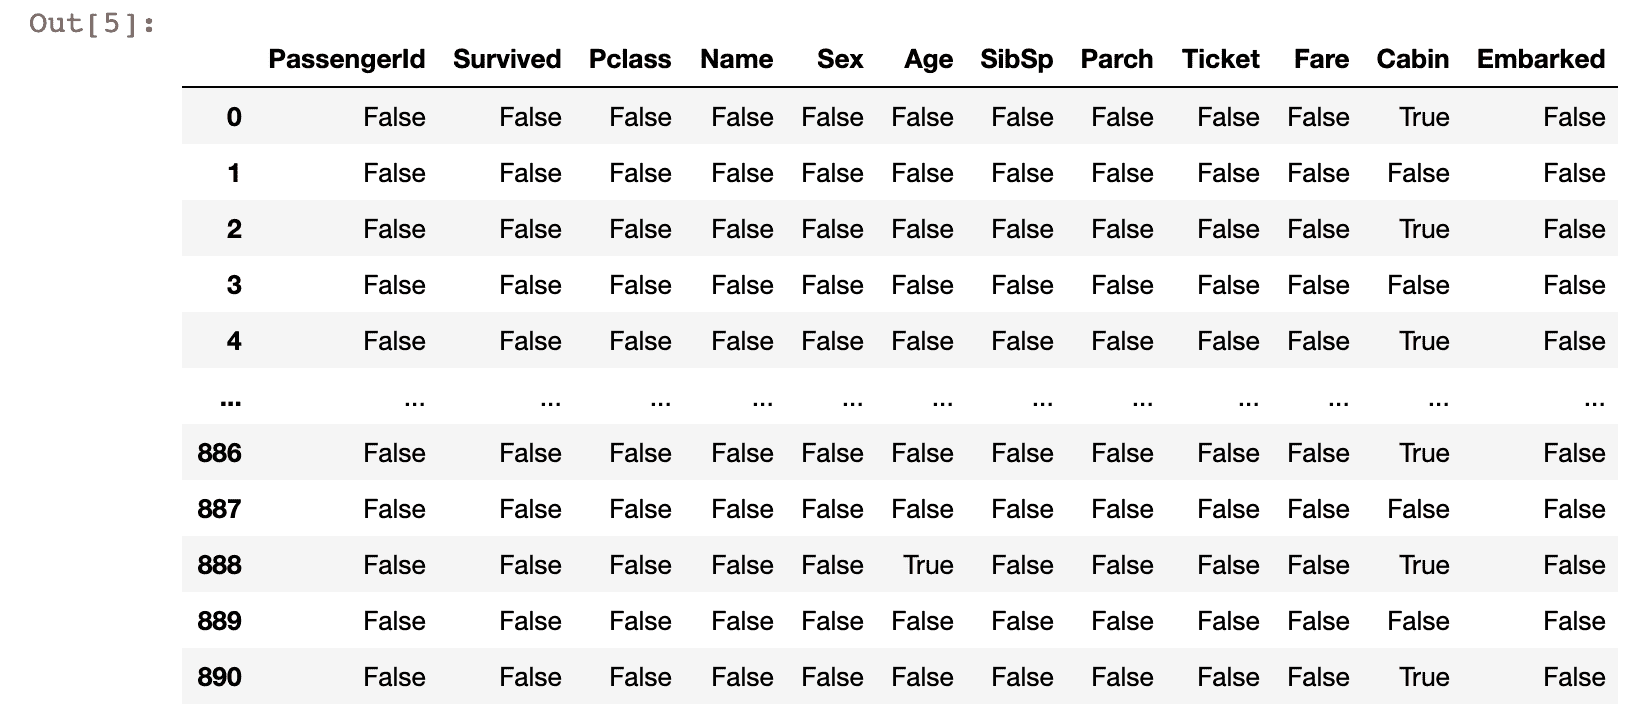 Out[5]:
PassengerId Survived Pclass Name Sex Age SibSp Parch Ticket Fare Cabin Embarked
0 False False False False False False False False False False True False
1 False False False False False False False False False False False False
2 False False False False False False False False False False True False
3 False False False False False False False False False False False False
4 False False False False False False False False False False True False
... ... ... ... ... ... ... ... ... ... ... ... ...
886 False False False False False False False False False False True False
887 False False False False False False False False False False False False
888 False False False False False True False False False False True False
889 False False False False False False False False False False False False
890 False False False False False False False False False False True False